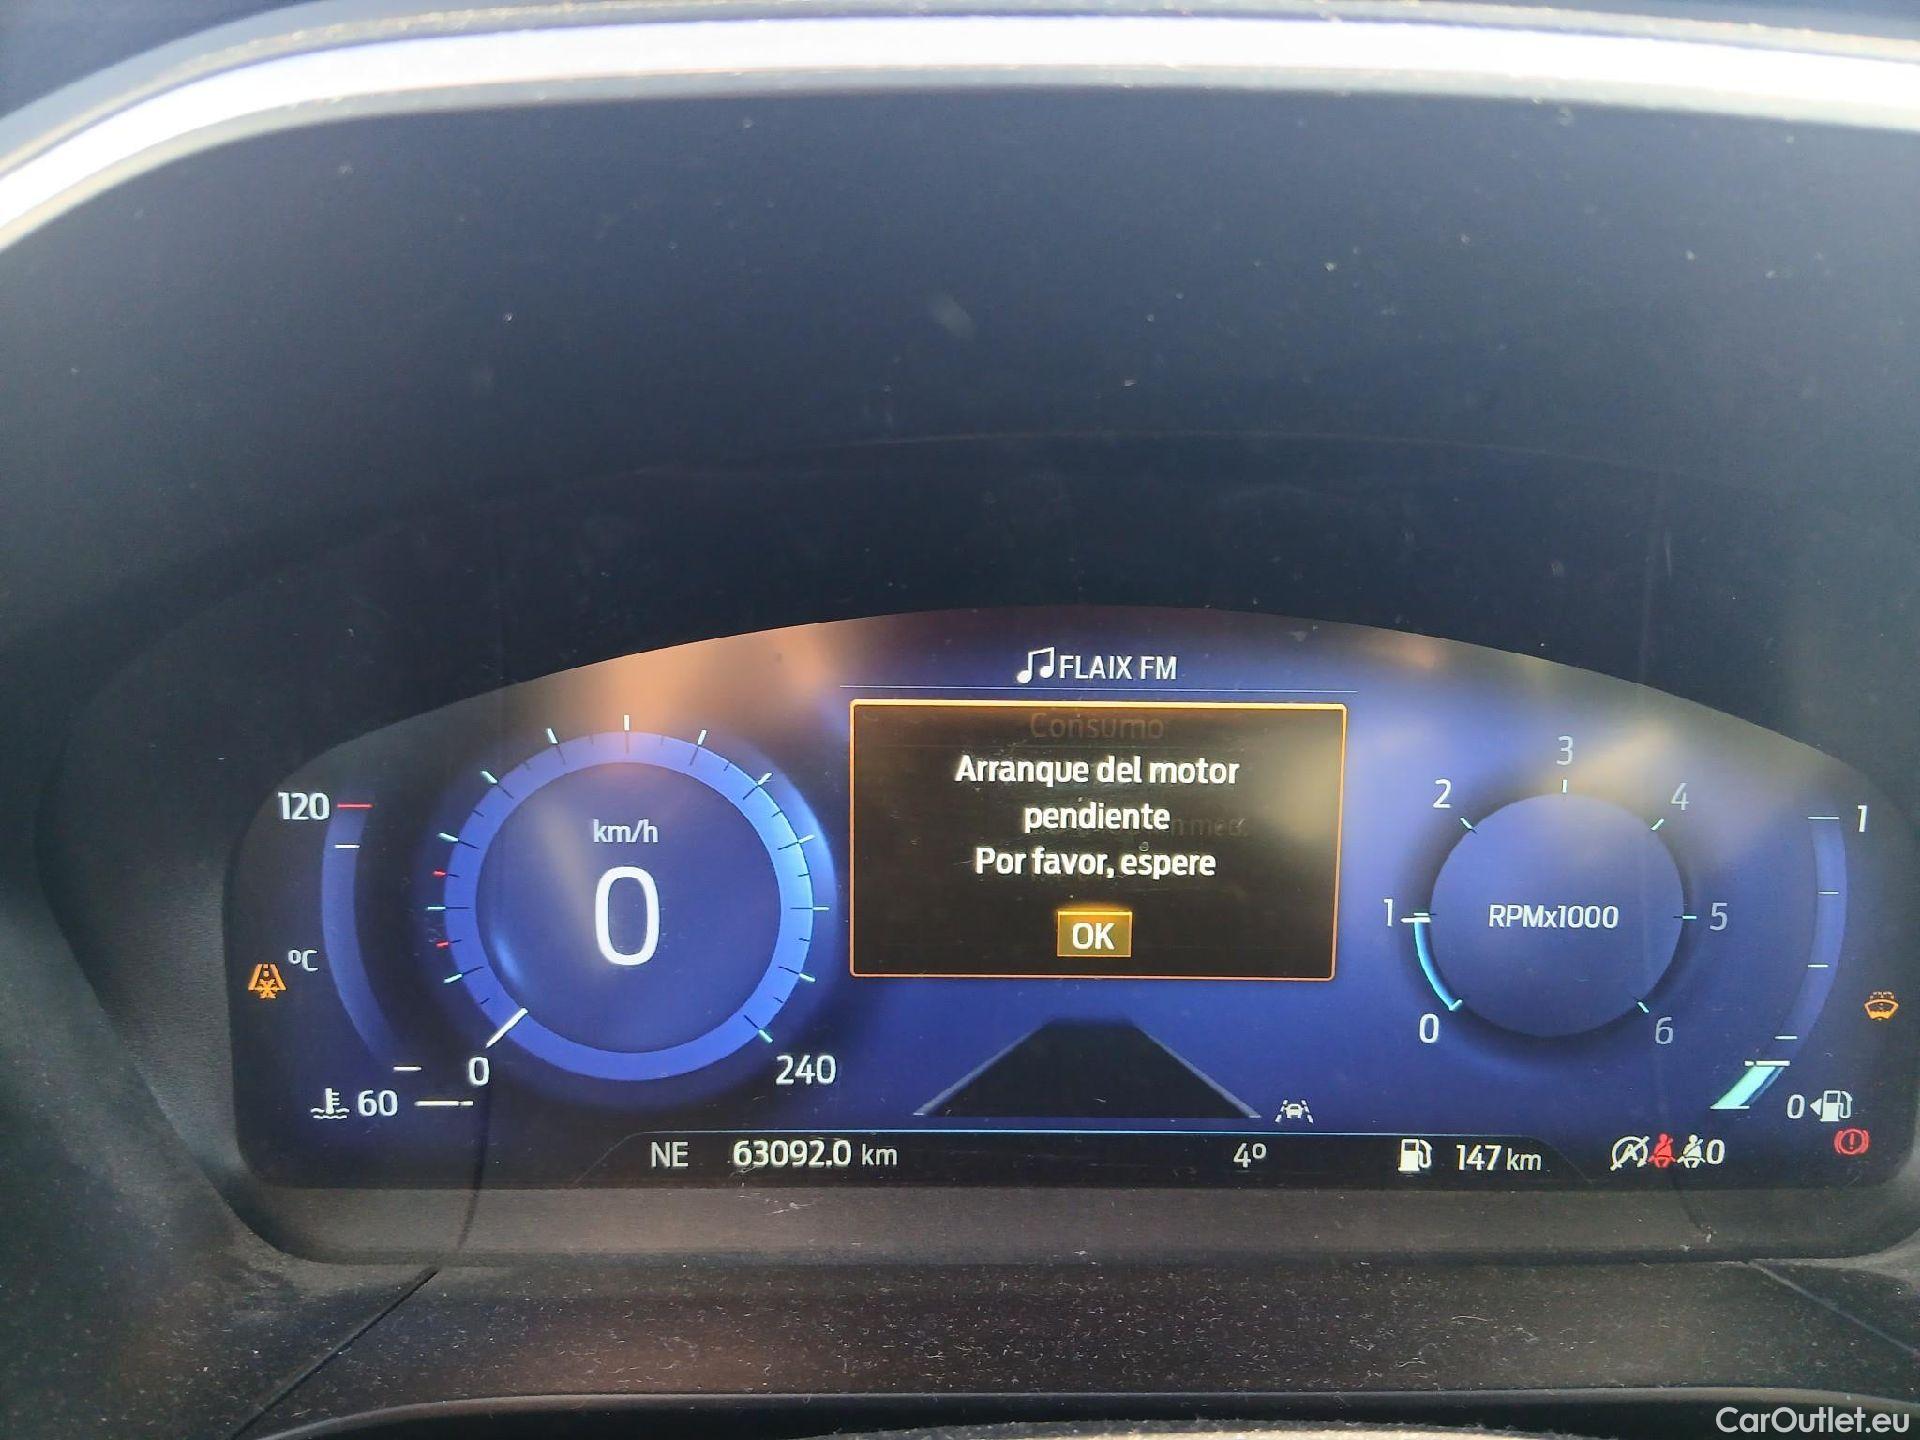 FLAIX FM
Consumo
Arranque del motor
pendiente
Por favor, espere
OK
km/h
0
120
°C
60
0
240
RPMx1000
0
1
2
3
4
5
6
1
0
NE 63092.0 km 4° 147 km 0
CarOutlet.eu